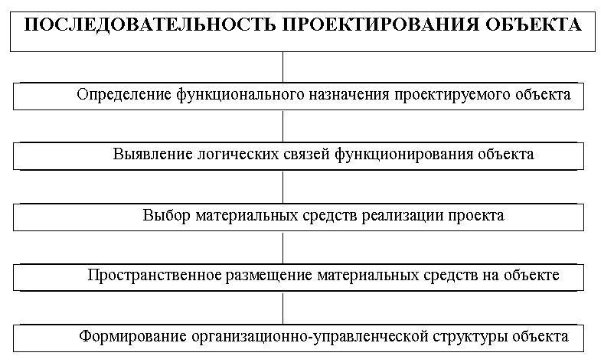 ПОСЛЕДОВАТЕЛЬНОСТЬ ПРОЕКТИРОВАНИЯ ОБЪЕКТА
Определение функционального назначения проектируемого объекта
Выявление логических связей функционирования объекта
Выбор материальных средств реализации проекта
Пространственное размещение материальных средств на объекте
Формирование организационно-управленческой структуры объекта